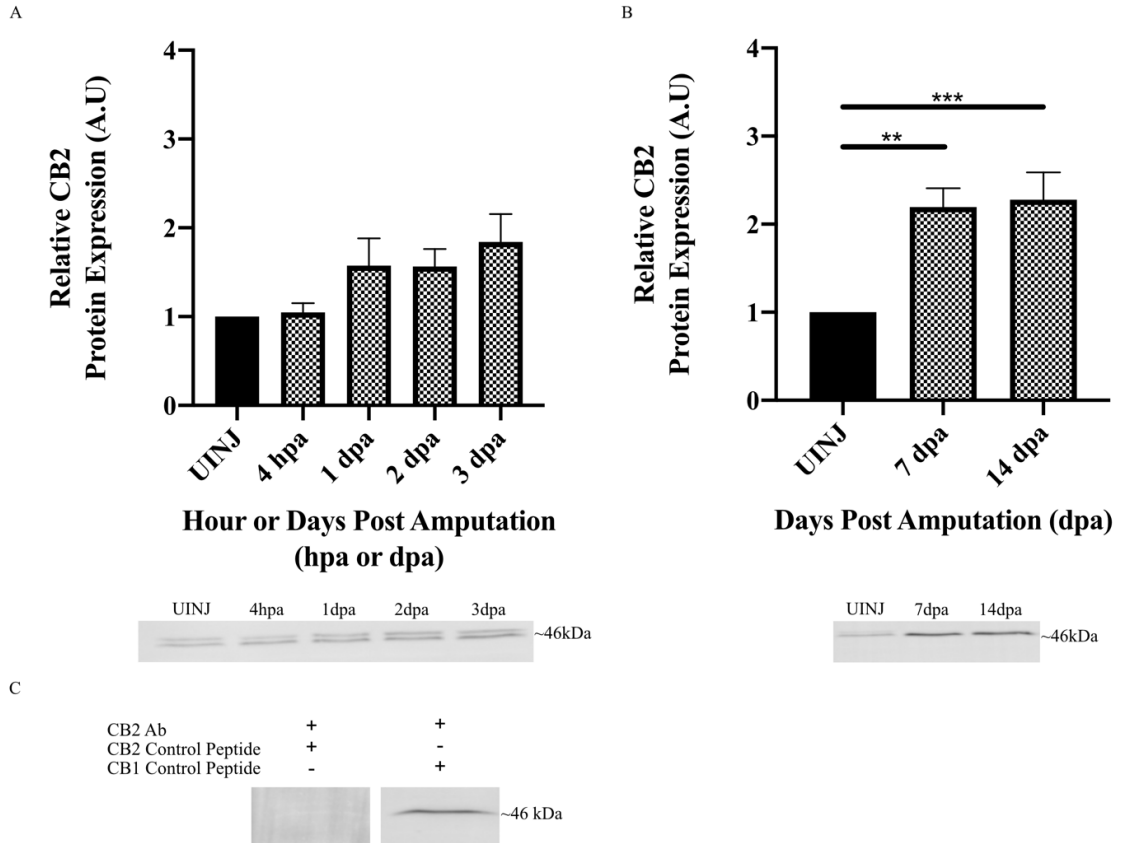 A
Relative CB2
Protein Expression (A.U)
4
3
2
1
0
UINJ
4 hpa
1 dpa
2 dpa
3 dpa
Hour or Days Post Amputation
(hpa or dpa)
UINJ 4hpa 1dpa 2dpa 3dpa
~46kDa
B
Relative CB2
Protein Expression (A.U)
4
3
2
1
0
***
**
UINJ
7 dpa
14 dpa
Days Post Amputation (dpa)
UINJ 7dpa 14dpa
~46kDa
C
CB2 Ab + +
CB2 Control Peptide + -
CB1 Control Peptide - +
~46 kDa